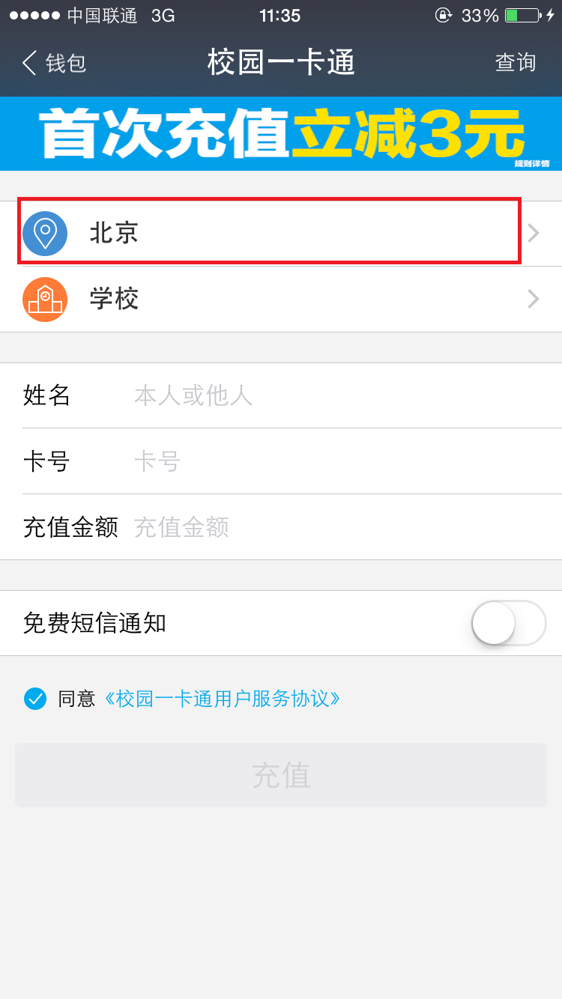 中国联通 3G 11:35 33%
钱包 校园一卡通 查询
首次充值立减3元
规则详情
北京
学校
姓名 本人或他人
卡号 卡号
充值金额 充值金额
免费短信通知
同意《校园一卡通用户服务协议》
充值